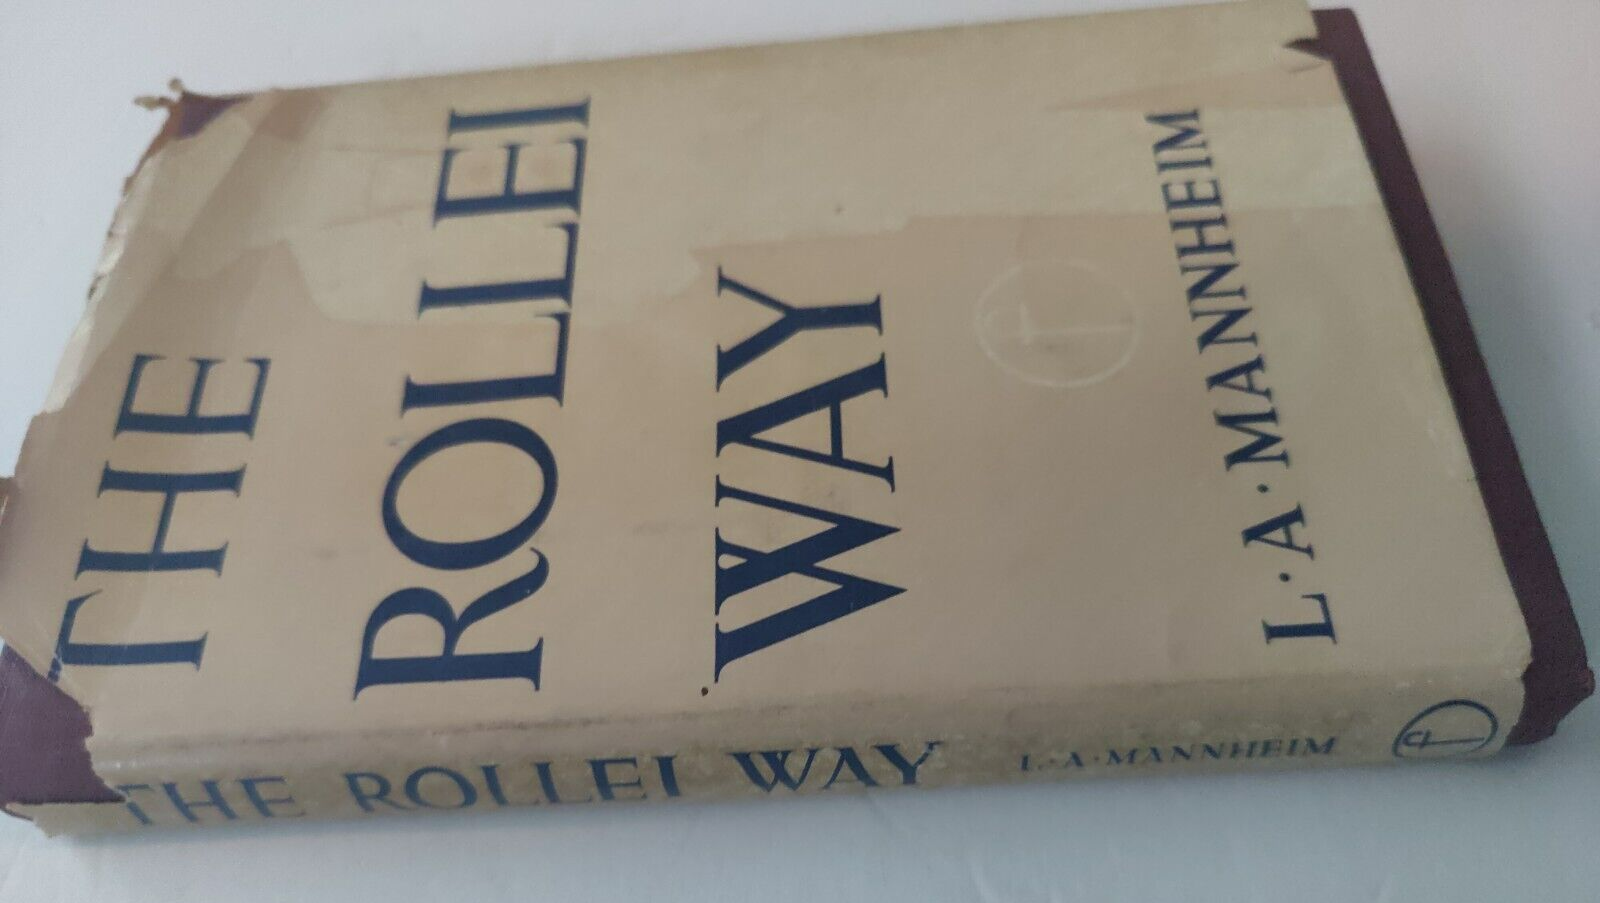 THE
ROLLEI
WAY
L·A·MANNHEIM
THE ROLLEI WAY L·A·MANNHEIM